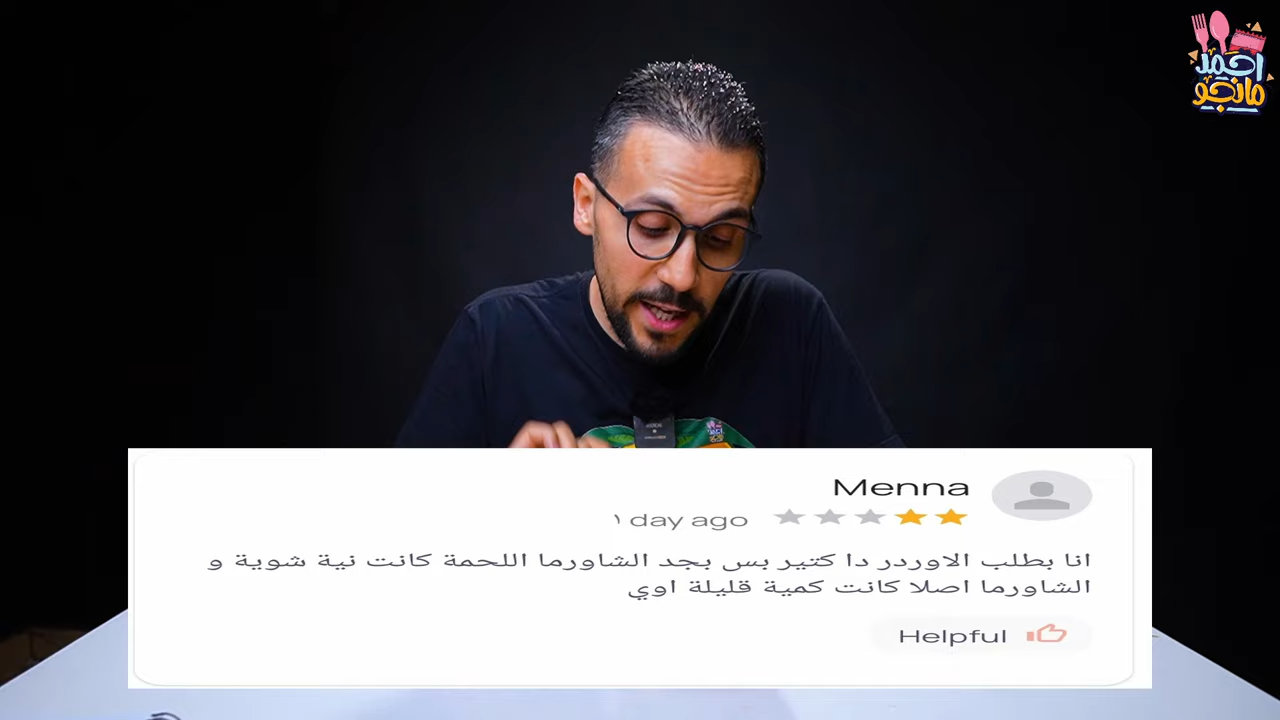 احمد
مانجو
Menna
١ day ago
انا بطلب الاوردر دا كتير بس بجد الشاورما اللحمة كانت نية شوية و
الشاورما اصلا كانت كمية قليلة اوي
Helpful